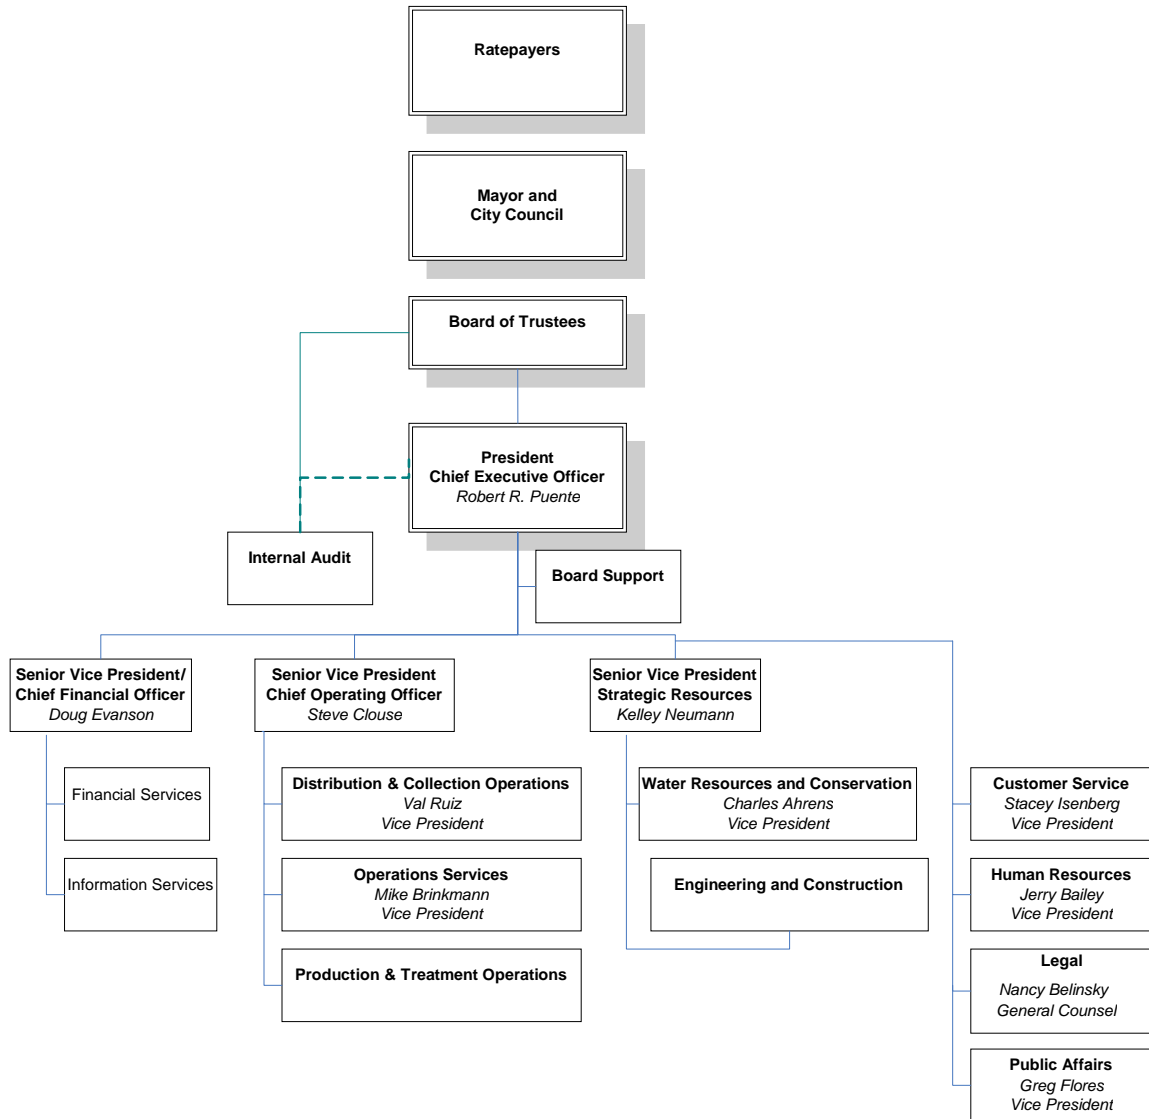 Ratepayers
Mayor and
City Council
Board of Trustees
President
Chief Executive Officer
Robert R. Puente
Internal Audit
Board Support
Senior Vice President/
Chief Financial Officer
Doug Evanson
Senior Vice President
Chief Operating Officer
Steve Clouse
Senior Vice President
Strategic Resources
Kelley Neumann
Financial Services
Information Services
Distribution & Collection Operations
Val Ruiz
Vice President
Operations Services
Mike Brinkmann
Vice President
Production & Treatment Operations
Water Resources and Conservation
Charles Ahrens
Vice President
Engineering and Construction
Customer Service
Stacey Isenberg
Vice President
Human Resources
Jerry Bailey
Vice President
Legal
Nancy Belinsky
General Counsel
Public Affairs
Greg Flores
Vice President